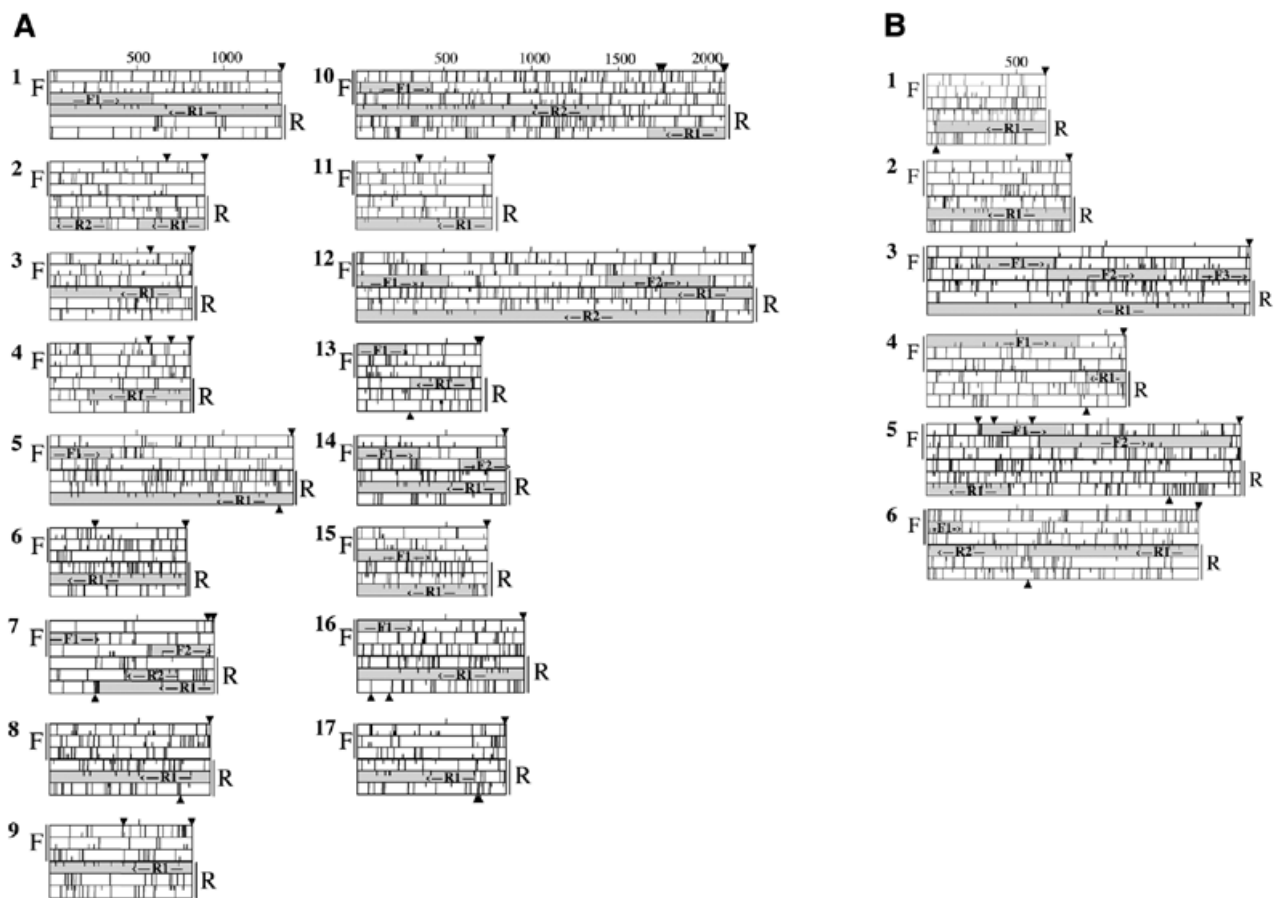 A
B
500 1000
500 1000 1500 2000
500
1 F F1 R1 R
2 F R2 R1 R
3 F R1 R
4 F R1 R
5 F F1 R1 R
6 F R1 R
7 F F1 F2 R2 R1 R
8 F R1 R
9 F R1 R
10 F F1 R2 R1 R
11 F R1 R
12 F F1 F2 R1 R2 R
13 F F1 R1 R
14 F F1 F2 R1 R
15 F F1 R1 R
16 F F1 R1 R
17 F R1 R
1 F R1 R
2 F R1 R
3 F F1 F2 F3 R1 R
4 F F1 R1 R
5 F F1 F2 R1 R
6 F F1 R2 R1 R